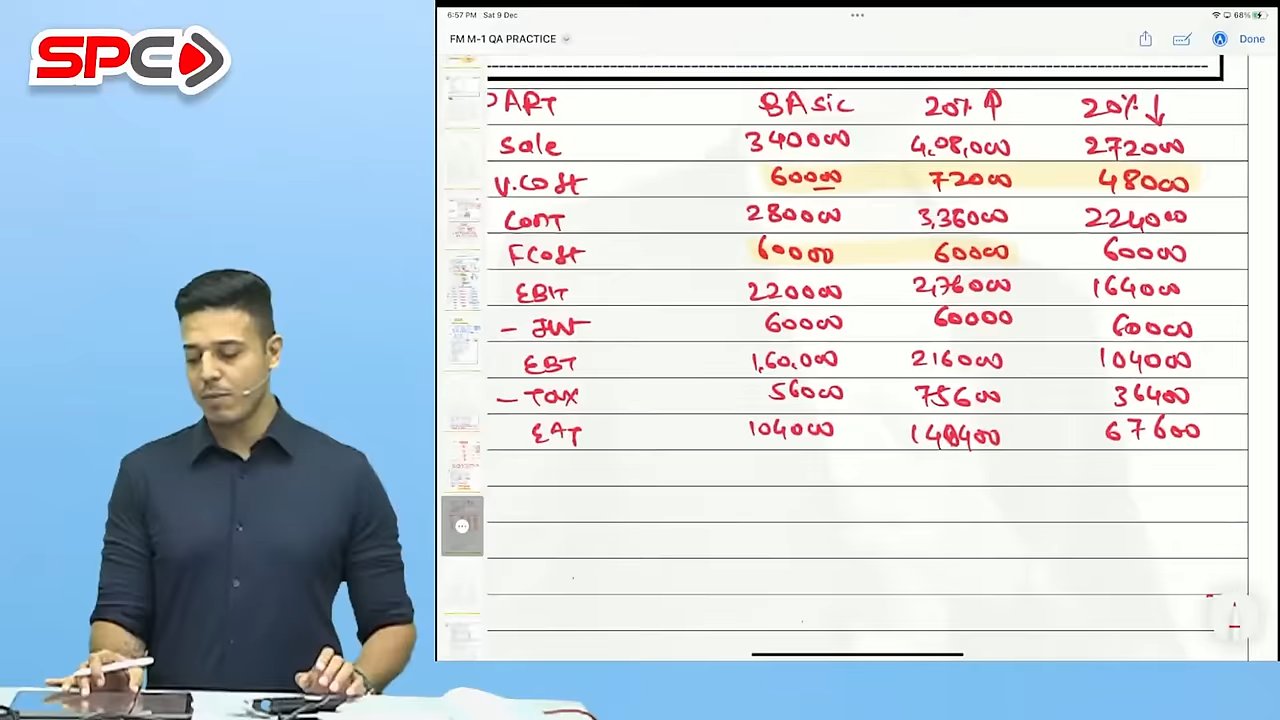 SPC
6:57 PM Sat 9 Dec
68%
FM M-1 QA PRACTICE
Done
PART BASIC 20% ↑ 20% ↓
Sale 340000 4,08,000 272000
V.Cost 60000 72000 48000
CONT 280000 3,36000 224000
FCost 60000 60000 60000
EBIT 220000 2,76000 164000
- INT 60000 60000 60000
EBT 1,60,000 216000 104000
- Tax 56000 75600 36400
EAT 104000 140400 67600